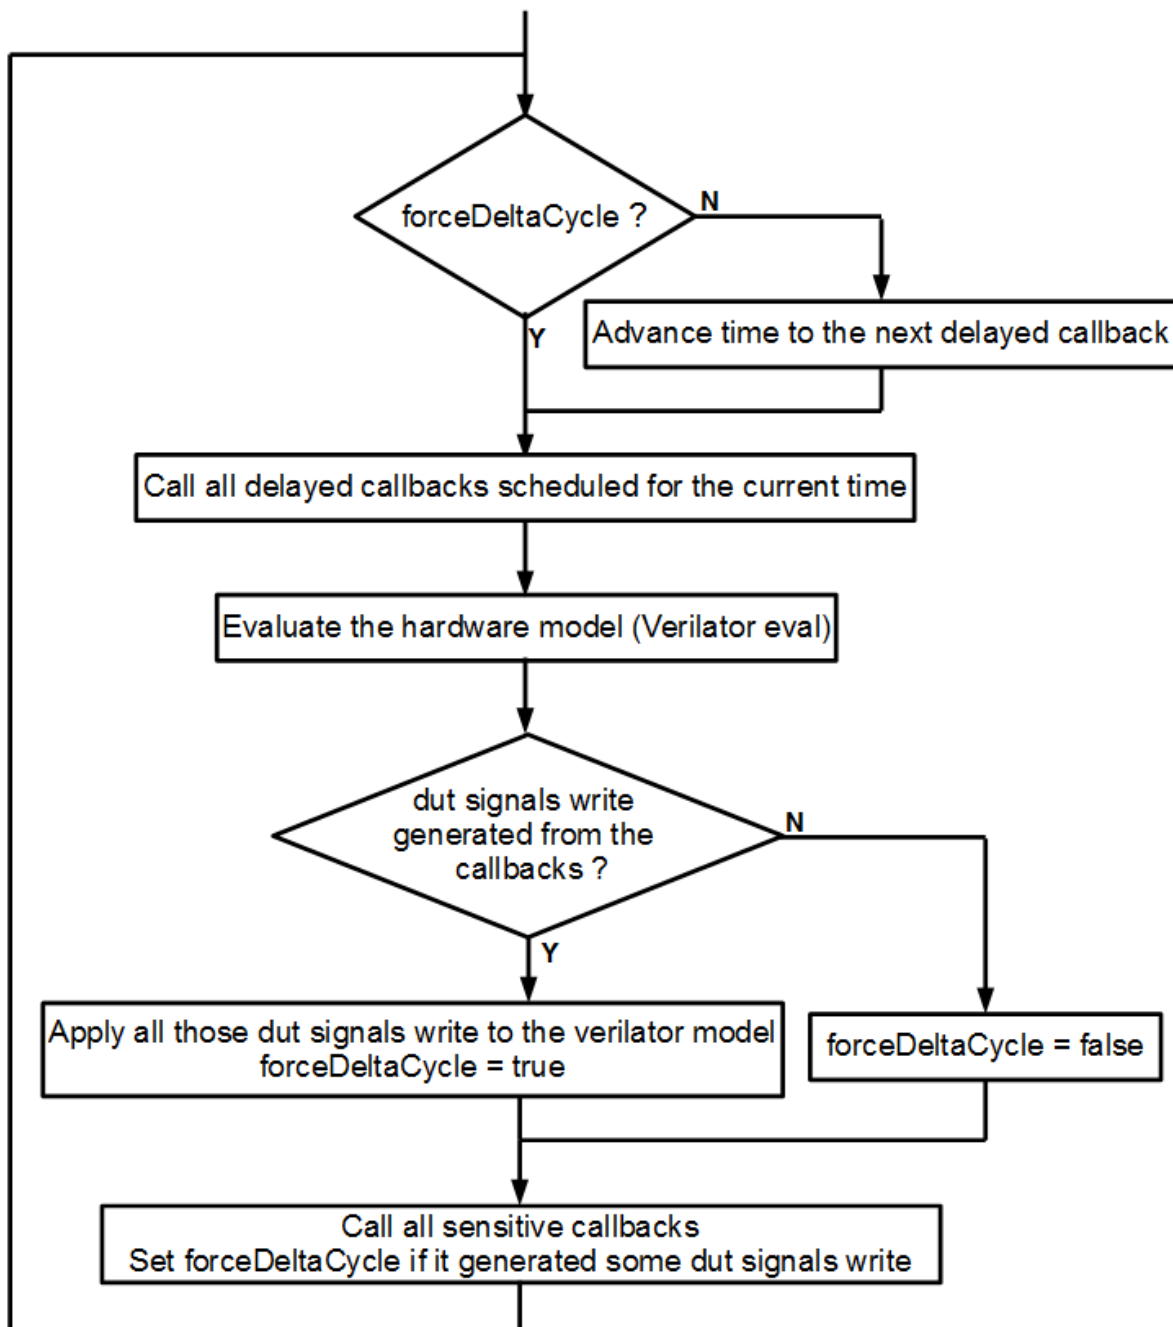 forceDeltaCycle ?
N
Y
Advance time to the next delayed callback
Call all delayed callbacks scheduled for the current time
Evaluate the hardware model (Verilator eval)
dut signals write
generated from the
callbacks ?
N
Y
Apply all those dut signals write to the verilator model
forceDeltaCycle = true
forceDeltaCycle = false
Call all sensitive callbacks
Set forceDeltaCycle if it generated some dut signals write